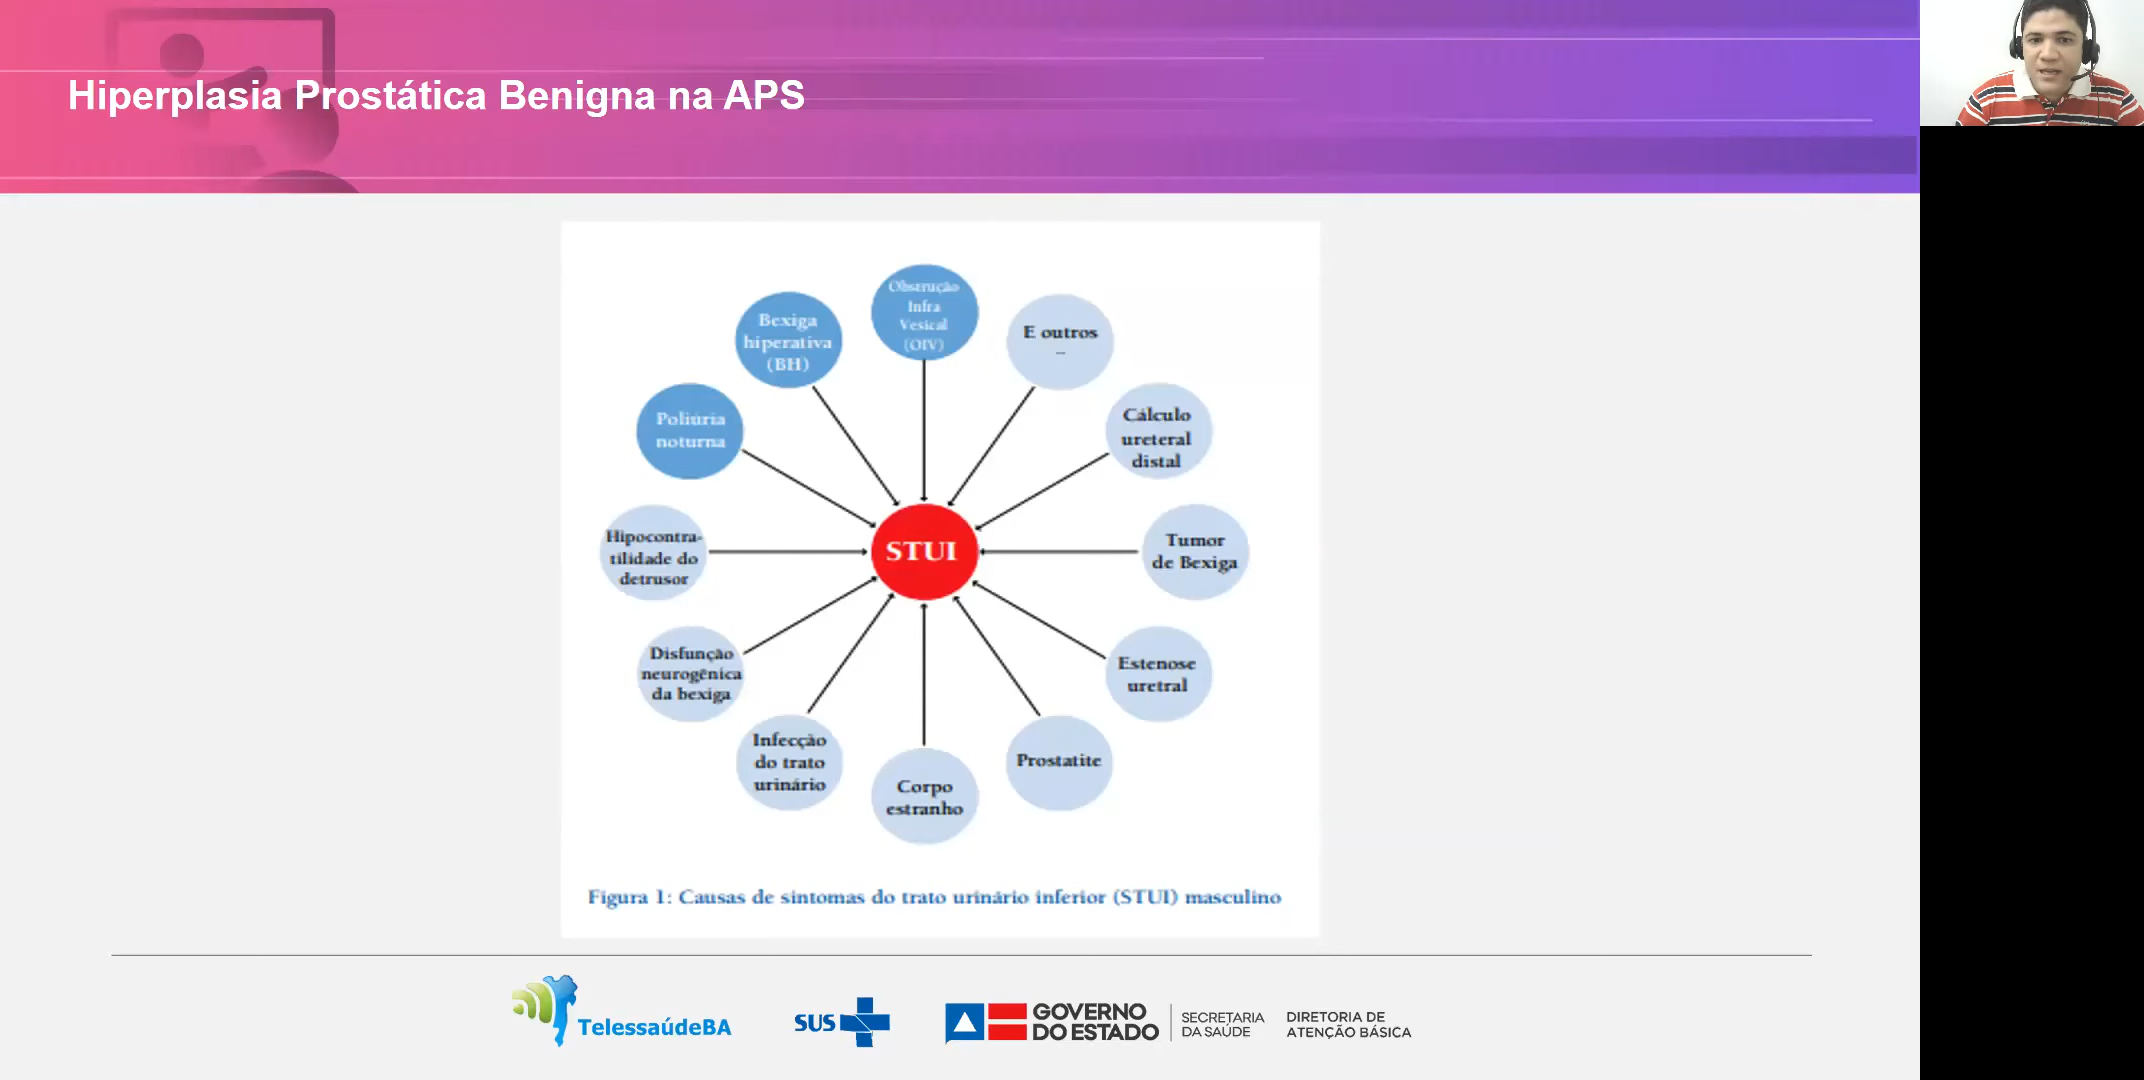 Hiperplasia Prostática Benigna na APS
Obstrução
Infra
Vesical
(OIV)
Bexiga
hiperativa
(BH)
E outros
–
Poliúria
noturna
Cálculo
ureteral
distal
Hipocontra-
tilidade do
detrusor
STUI
Tumor
de Bexiga
Disfunção
neurogênica
da bexiga
Estenose
uretral
Infecção
do trato
urinário
Corpo
estranho
Prostatite
Figura 1: Causas de sintomas do trato urinário inferior (STUI) masculino
TelessaúdeBA
SUS
GOVERNO
DO ESTADO
SECRETARIA
DA SAÚDE
DIRETORIA DE
ATENÇÃO BÁSICA